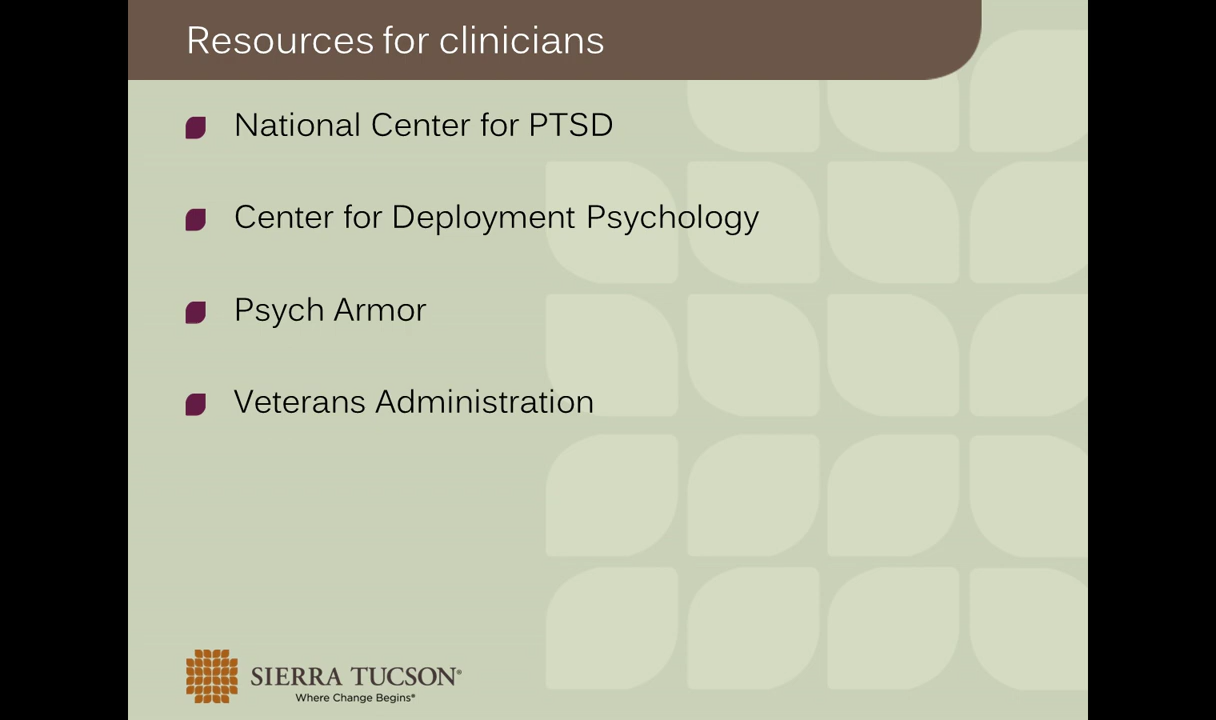 Resources for clinicians
National Center for PTSD
Center for Deployment Psychology
Psych Armor
Veterans Administration
SIERRA TUCSON®
Where Change Begins®